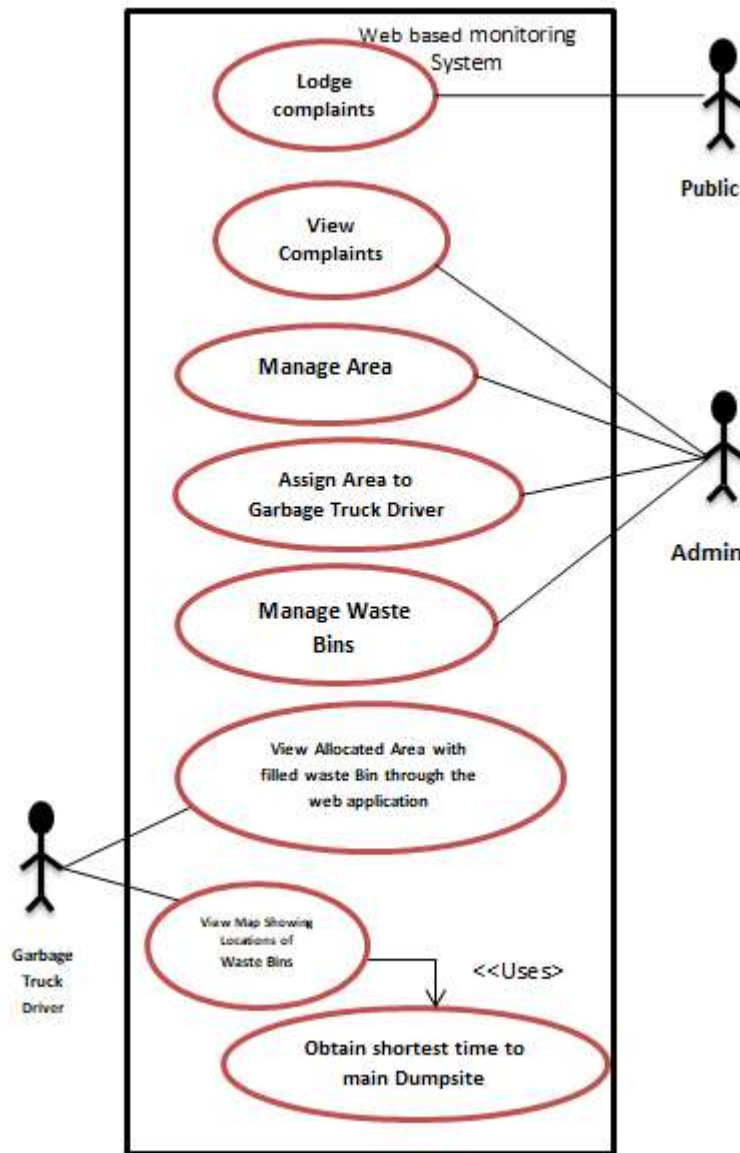 Web based monitoring
System
Lodge
complaints
Public
View
Complaints
Manage Area
Assign Area to
Garbage Truck Driver
Admin
Manage Waste
Bins
View Allocated Area with
filled waste Bin through the
web application
View Map Showing
Locations of
Waste Bins
Garbage
Truck
Driver
<<Uses>
Obtain shortest time to
main Dumpsite